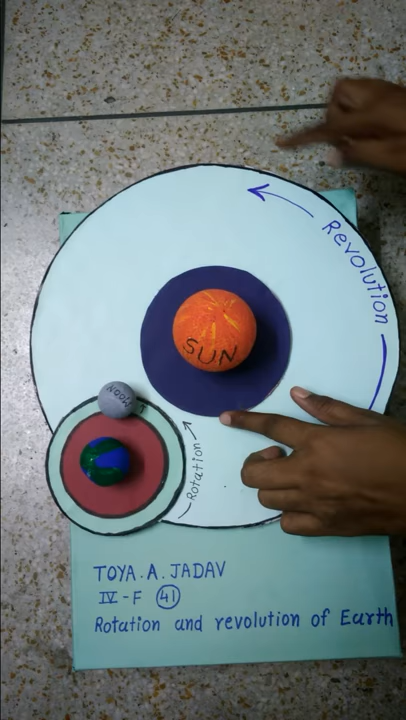 Revolution
SUN
MOON
Rotation
TOYA.A.JADAV
IV-F 41
Rotation and revolution of Earth